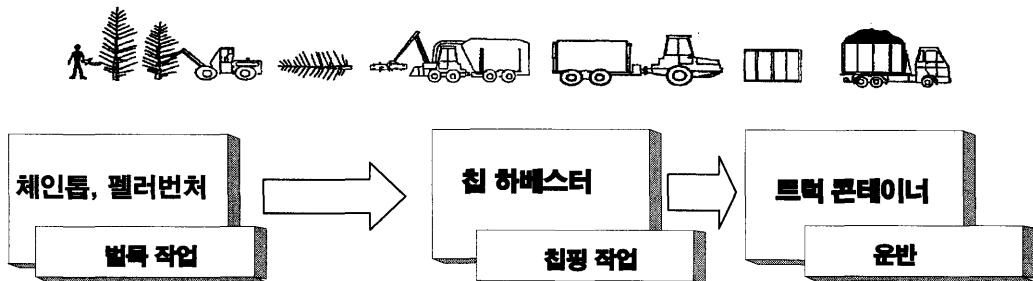 체인톱, 펠러번처
벌목 작업
칩 하베스터
칩핑 작업
트럭 콘테이너
운반